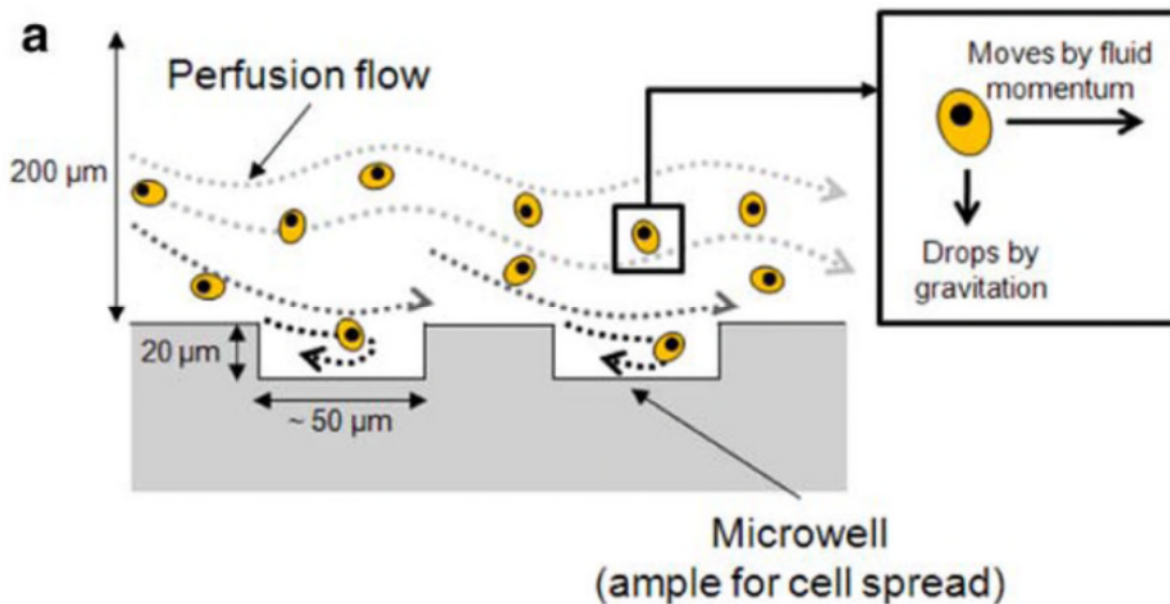 a
Perfusion flow
200 µm
20 µm
~ 50 µm
Microwell
(ample for cell spread)
Moves by fluid
momentum
Drops by
gravitation